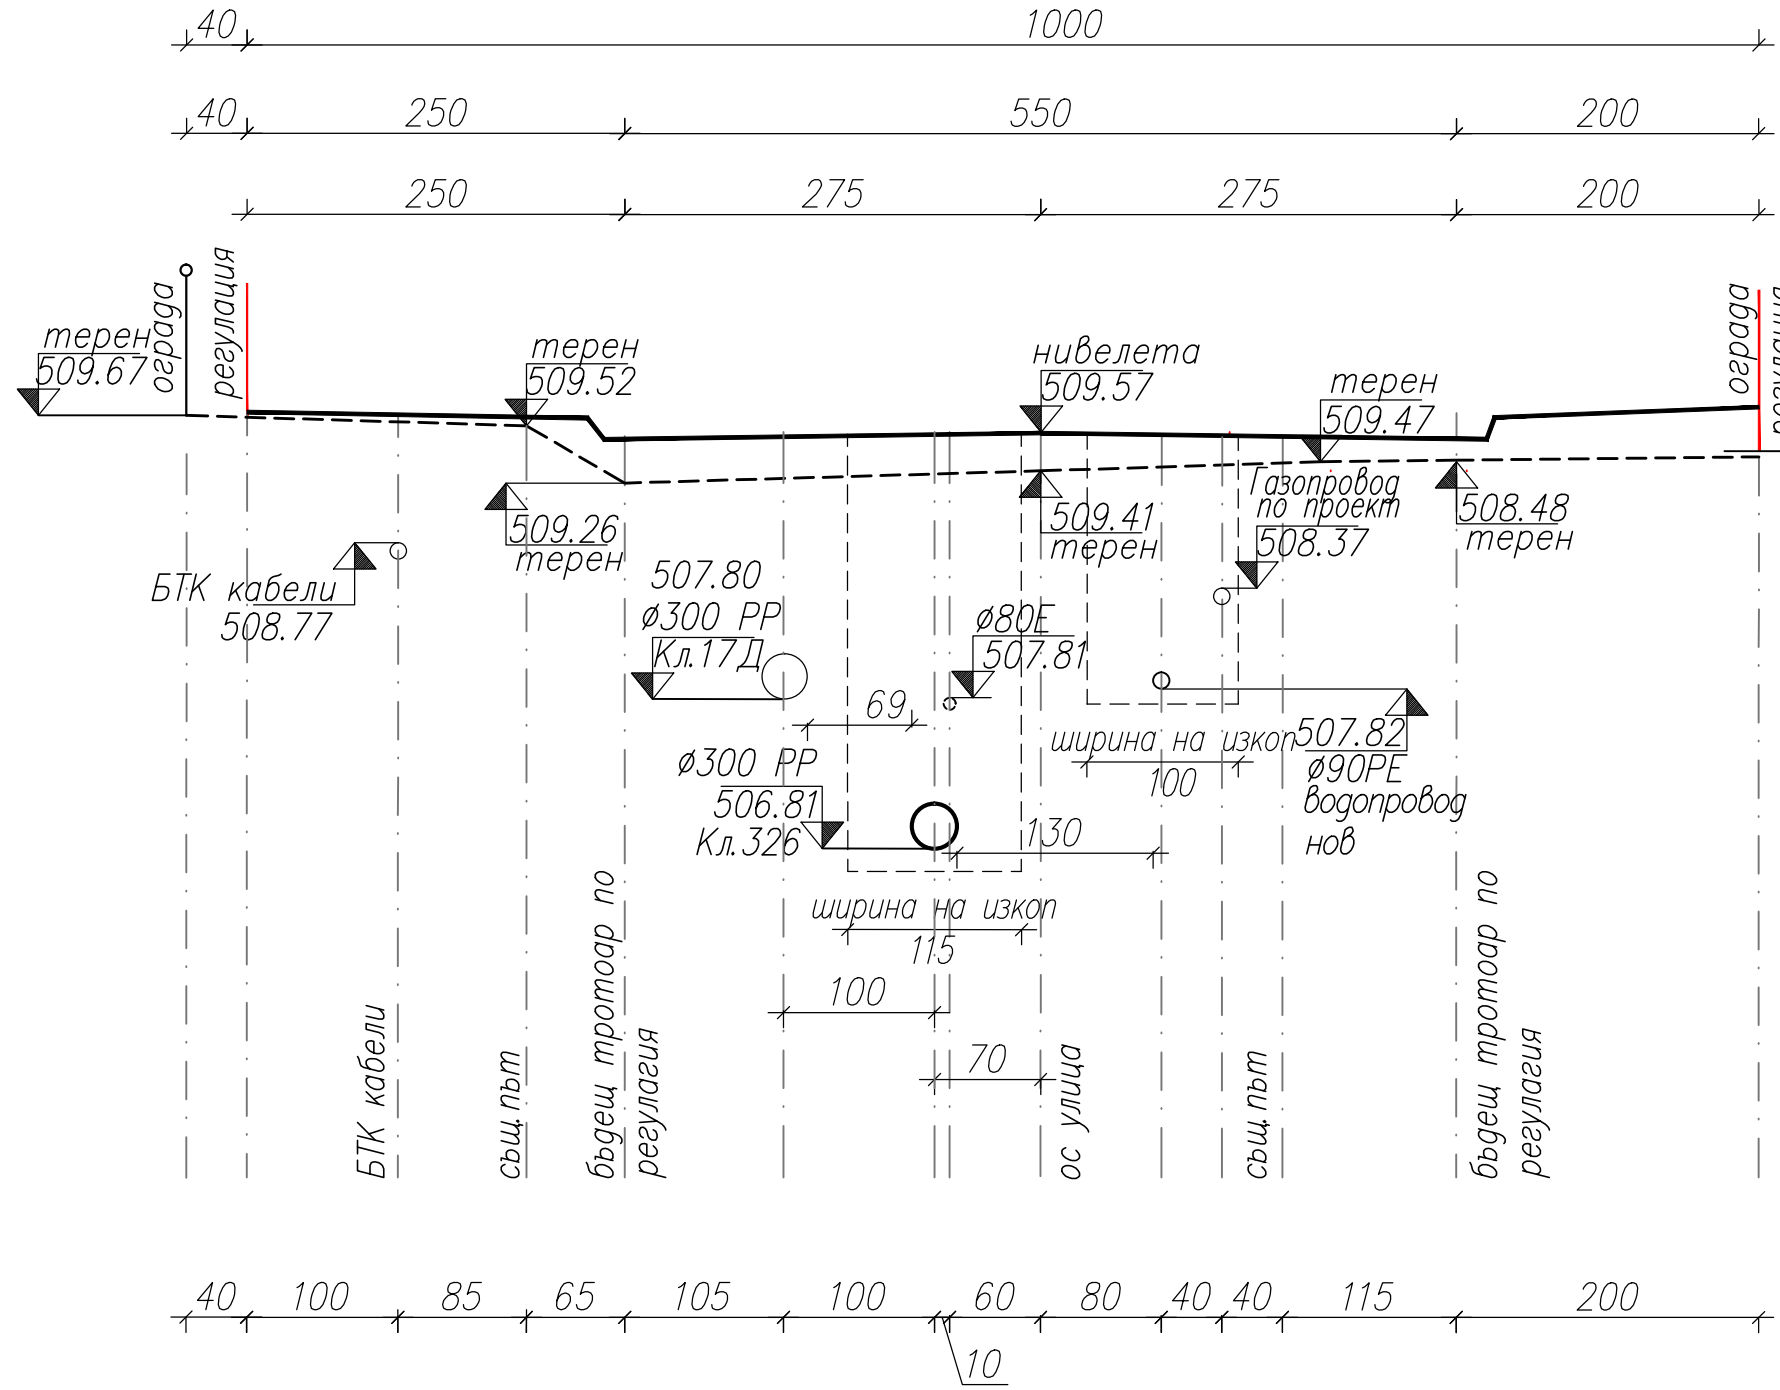 40 1000
40 250 550 200
250 275 275 200
ограда
регулация
терен
509.67
терен
509.52
нивелета
509.57
терен
509.47
ограда
509.26
терен
509.41
терен
Газопровод
по проект
508.37
508.48
терен
БТК кабели
508.77
507.80
ø300 PP
Кл.17Д
ø80E
507.81
69
ширина на изкоп
100
507.82
ø90PE
водопровод
нов
ø300 PP
506.81
Кл.326
130
ширина на изкоп
115
100
70
БТК кабели
същ.път
бъдещ тротоар по
регулагия
ос улица
същ.път
бъдещ тротоар по
регулагия
40 100 85 65 105 100 60 80 40 40 115 200
10